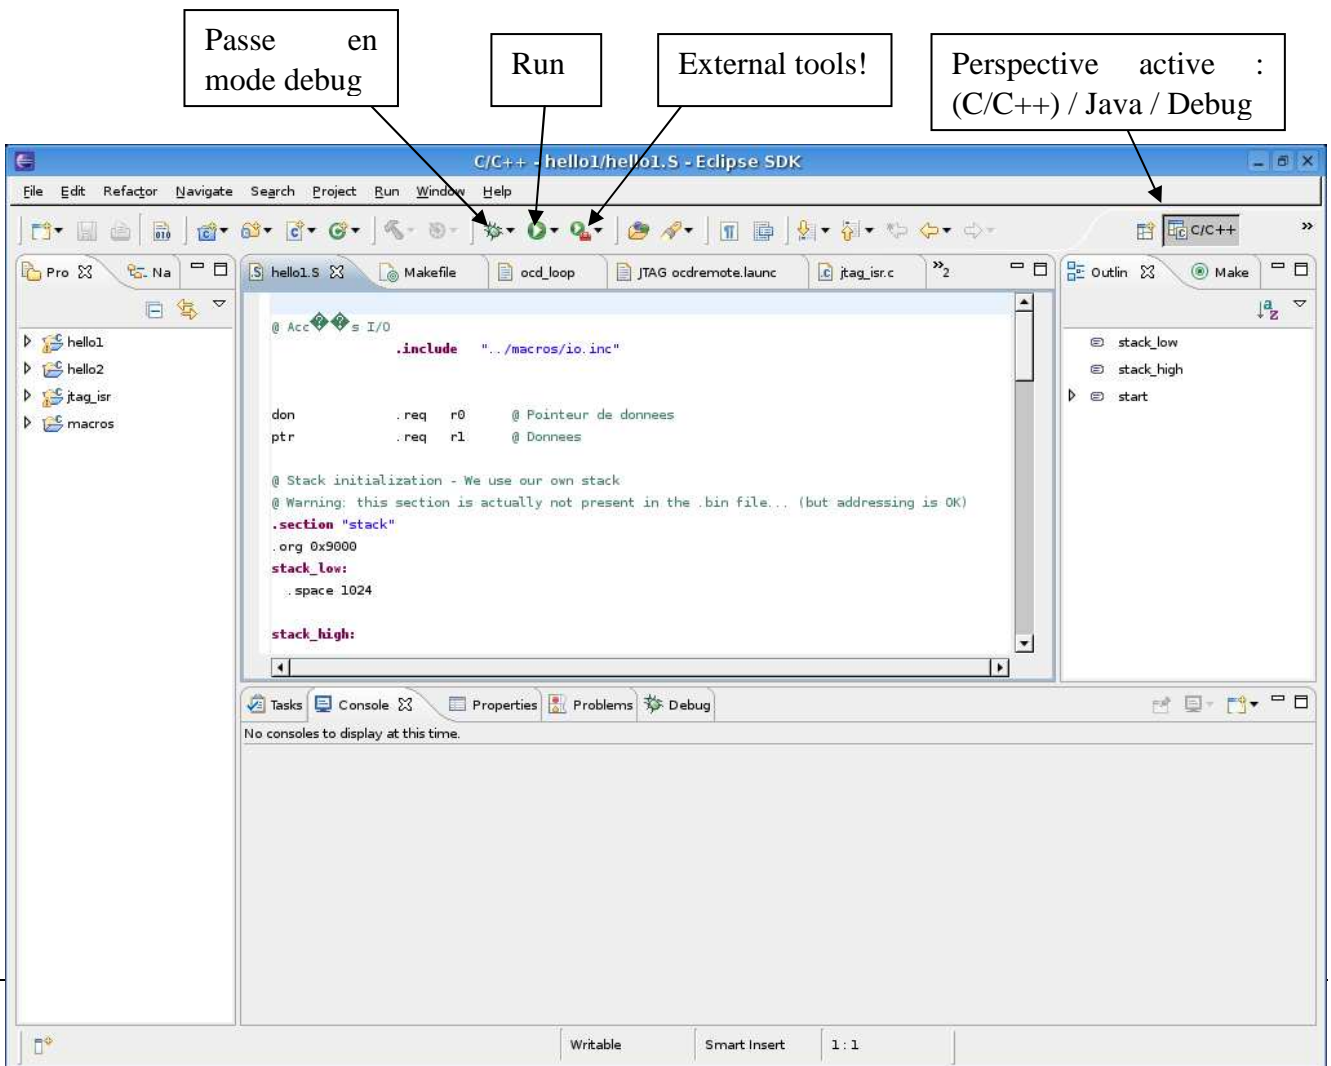 Passe en
mode debug
Run
External tools!
Perspective active :
(C/C++) / Java / Debug
C/C++ - hello1/hello1.S - Eclipse SDK
File Edit Refactor Navigate Search Project Run Window Help
C/C++
»
Pro
Na
hello1.S
Makefile
ocd_loop
JTAG ocdremote.launc
jtag_isr.c
»2
Outlin
Make
hello1
hello2
jtag_isr
macros
@ Acc��s I/O
.include "../macros/io.inc"
don .req r0 @ Pointeur de donnees
ptr .req r1 @ Donnees
@ Stack initialization - We use our own stack
@ Warning: this section is actually not present in the .bin file... (but addressing is OK)
.section "stack"
.org 0x9000
stack_low:
.space 1024
stack_high:
stack_low
stack_high
start
Tasks
Console
Properties
Problems
Debug
No consoles to display at this time.
Writable
Smart Insert
1 : 1